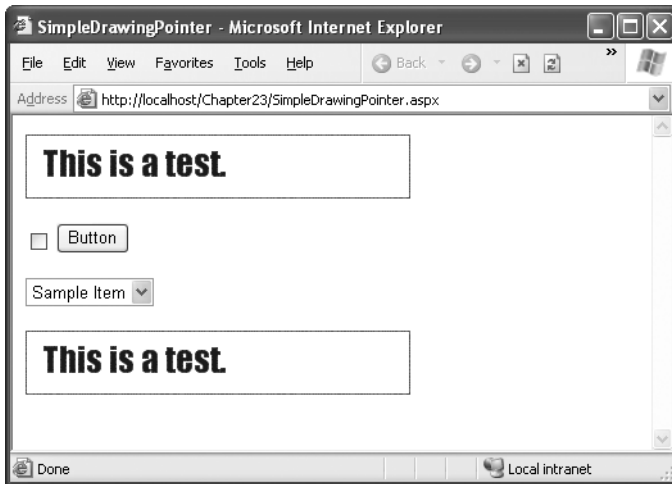 SimpleDrawingPointer - Microsoft Internet Explorer
File Edit View Favorites Tools Help Back »
Address http://localhost/Chapter23/SimpleDrawingPointer.aspx
This is a test.
Button
Sample Item
This is a test.
Done Local intranet